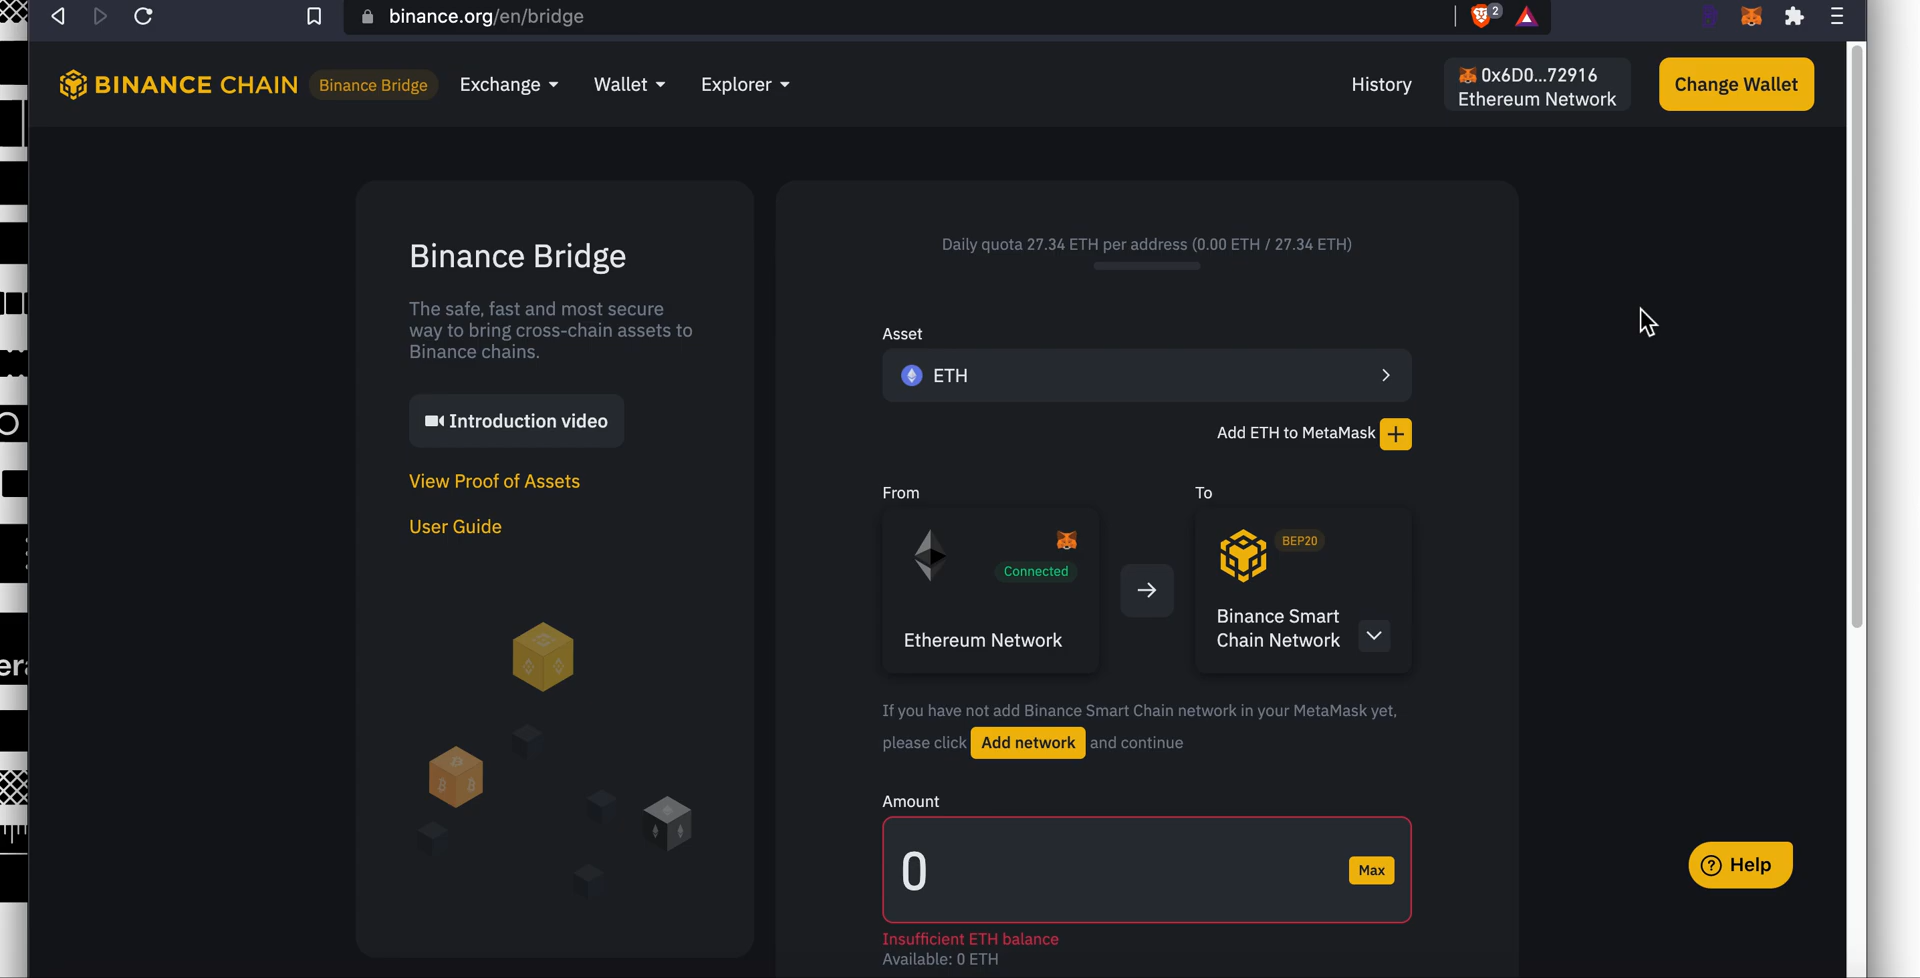 binance.org/en/bridge
2
BINANCE CHAIN
Binance Bridge
Exchange
Wallet
Explorer
History
0x6D0...72916
Ethereum Network
Change Wallet
Binance Bridge
The safe, fast and most secure
way to bring cross-chain assets to
Binance chains.
Introduction video
View Proof of Assets
User Guide
Daily quota 27.34 ETH per address (0.00 ETH / 27.34 ETH)
Asset
ETH
Add ETH to MetaMask
From
To
Connected
Ethereum Network
BEP20
Binance Smart
Chain Network
If you have not add Binance Smart Chain network in your MetaMask yet,
please click Add network and continue
Amount
0
Max
Insufficient ETH balance
Available: 0 ETH
Help